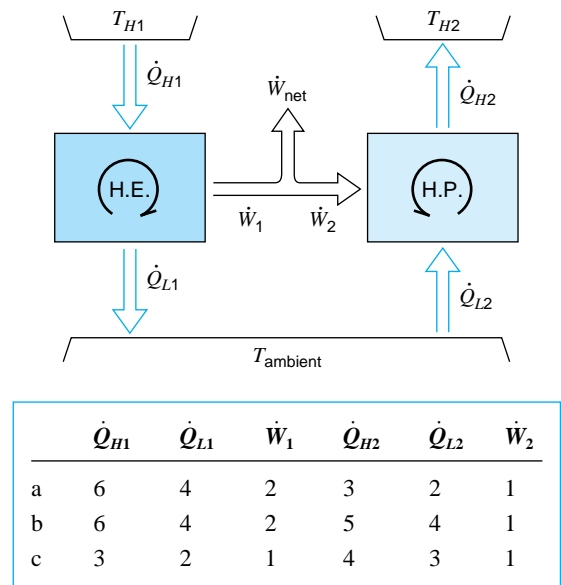 T_H1 T_H2
Q̇_H1 Ẇ_net Q̇_H2
H.E. H.P.
Ẇ_1 Ẇ_2
Q̇_L1 Q̇_L2
T_ambient
Q̇_H1 Q̇_L1 Ẇ_1 Q̇_H2 Q̇_L2 Ẇ_2
a 6 4 2 3 2 1
b 6 4 2 5 4 1
c 3 2 1 4 3 1